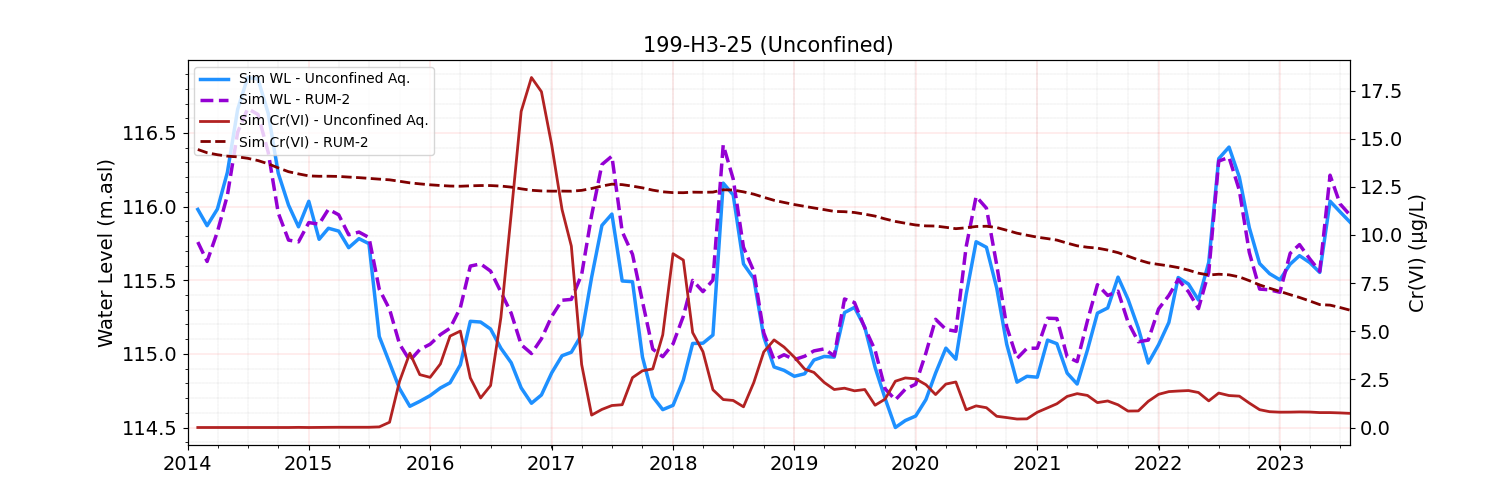 199-H3-25 (Unconfined)
Sim WL - Unconfined Aq.
Sim WL - RUM-2
Sim Cr(VI) - Unconfined Aq.
Sim Cr(VI) - RUM-2
Water Level (m.asl)
116.5
116.0
115.5
115.0
114.5
17.5
15.0
12.5
10.0
7.5
5.0
2.5
0.0
Cr(VI) (μg/L)
2014 2015 2016 2017 2018 2019 2020 2021 2022 2023